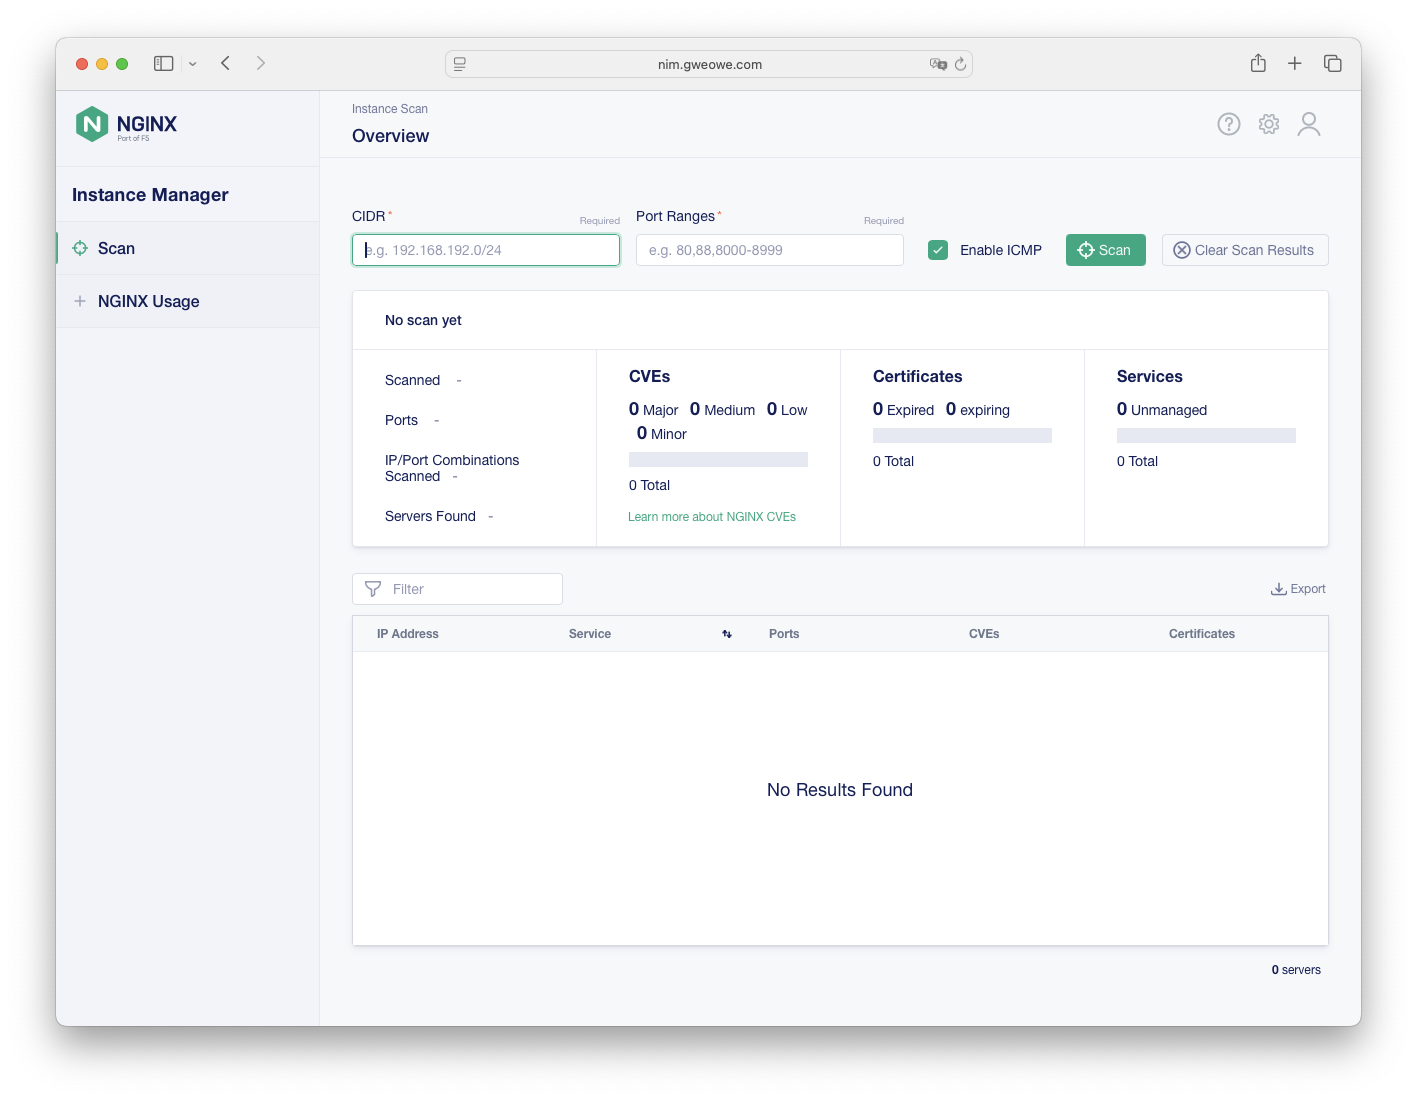 nim.gweowe.com
NGINX
Part of F5
Instance Manager
Scan
NGINX Usage
Instance Scan
Overview
CIDR* Required
e.g. 192.168.192.0/24
Port Ranges* Required
e.g. 80,88,8000-8999
Enable ICMP
Scan
Clear Scan Results
No scan yet
Scanned -
Ports -
IP/Port Combinations
Scanned -
Servers Found -
CVEs
0 Major 0 Medium 0 Low
0 Minor
0 Total
Learn more about NGINX CVEs
Certificates
0 Expired 0 expiring
0 Total
Services
0 Unmanaged
0 Total
Filter
Export
IP Address Service Ports CVEs Certificates
No Results Found
0 servers